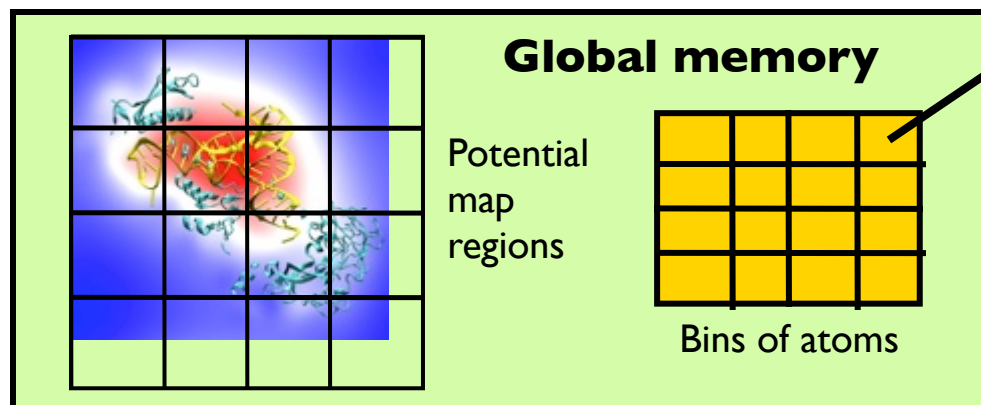 Global memory
Potential
map
regions
Bins of atoms